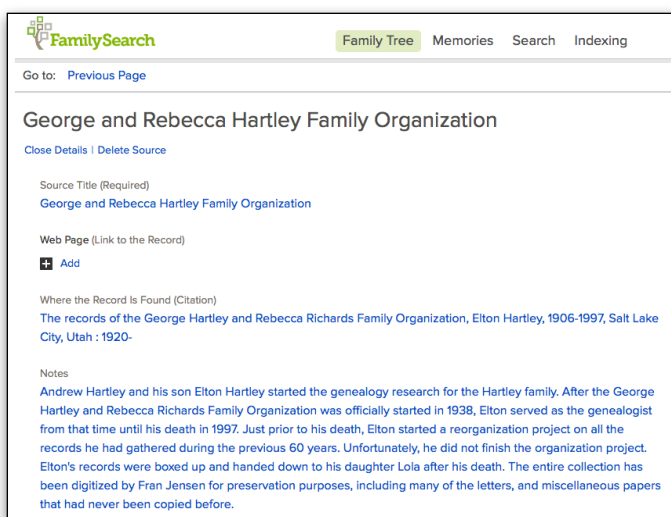 FamilySearch
Family Tree Memories Search Indexing
Go to: Previous Page
George and Rebecca Hartley Family Organization
Close Details | Delete Source
Source Title (Required)
George and Rebecca Hartley Family Organization
Web Page (Link to the Record)
+ Add
Where the Record Is Found (Citation)
The records of the George Hartley and Rebecca Richards Family Organization, Elton Hartley, 1906-1997, Salt Lake
City, Utah : 1920-
Notes
Andrew Hartley and his son Elton Hartley started the genealogy research for the Hartley family. After the George
Hartley and Rebecca Richards Family Organization was officially started in 1938, Elton served as the genealogist
from that time until his death in 1997. Just prior to his death, Elton started a reorganization project on all the
records he had gathered during the previous 60 years. Unfortunately, he did not finish the organization project.
Elton's records were boxed up and handed down to his daughter Lola after his death. The entire collection has
been digitized by Fran Jensen for preservation purposes, including many of the letters, and miscellaneous papers
that had never been copied before.